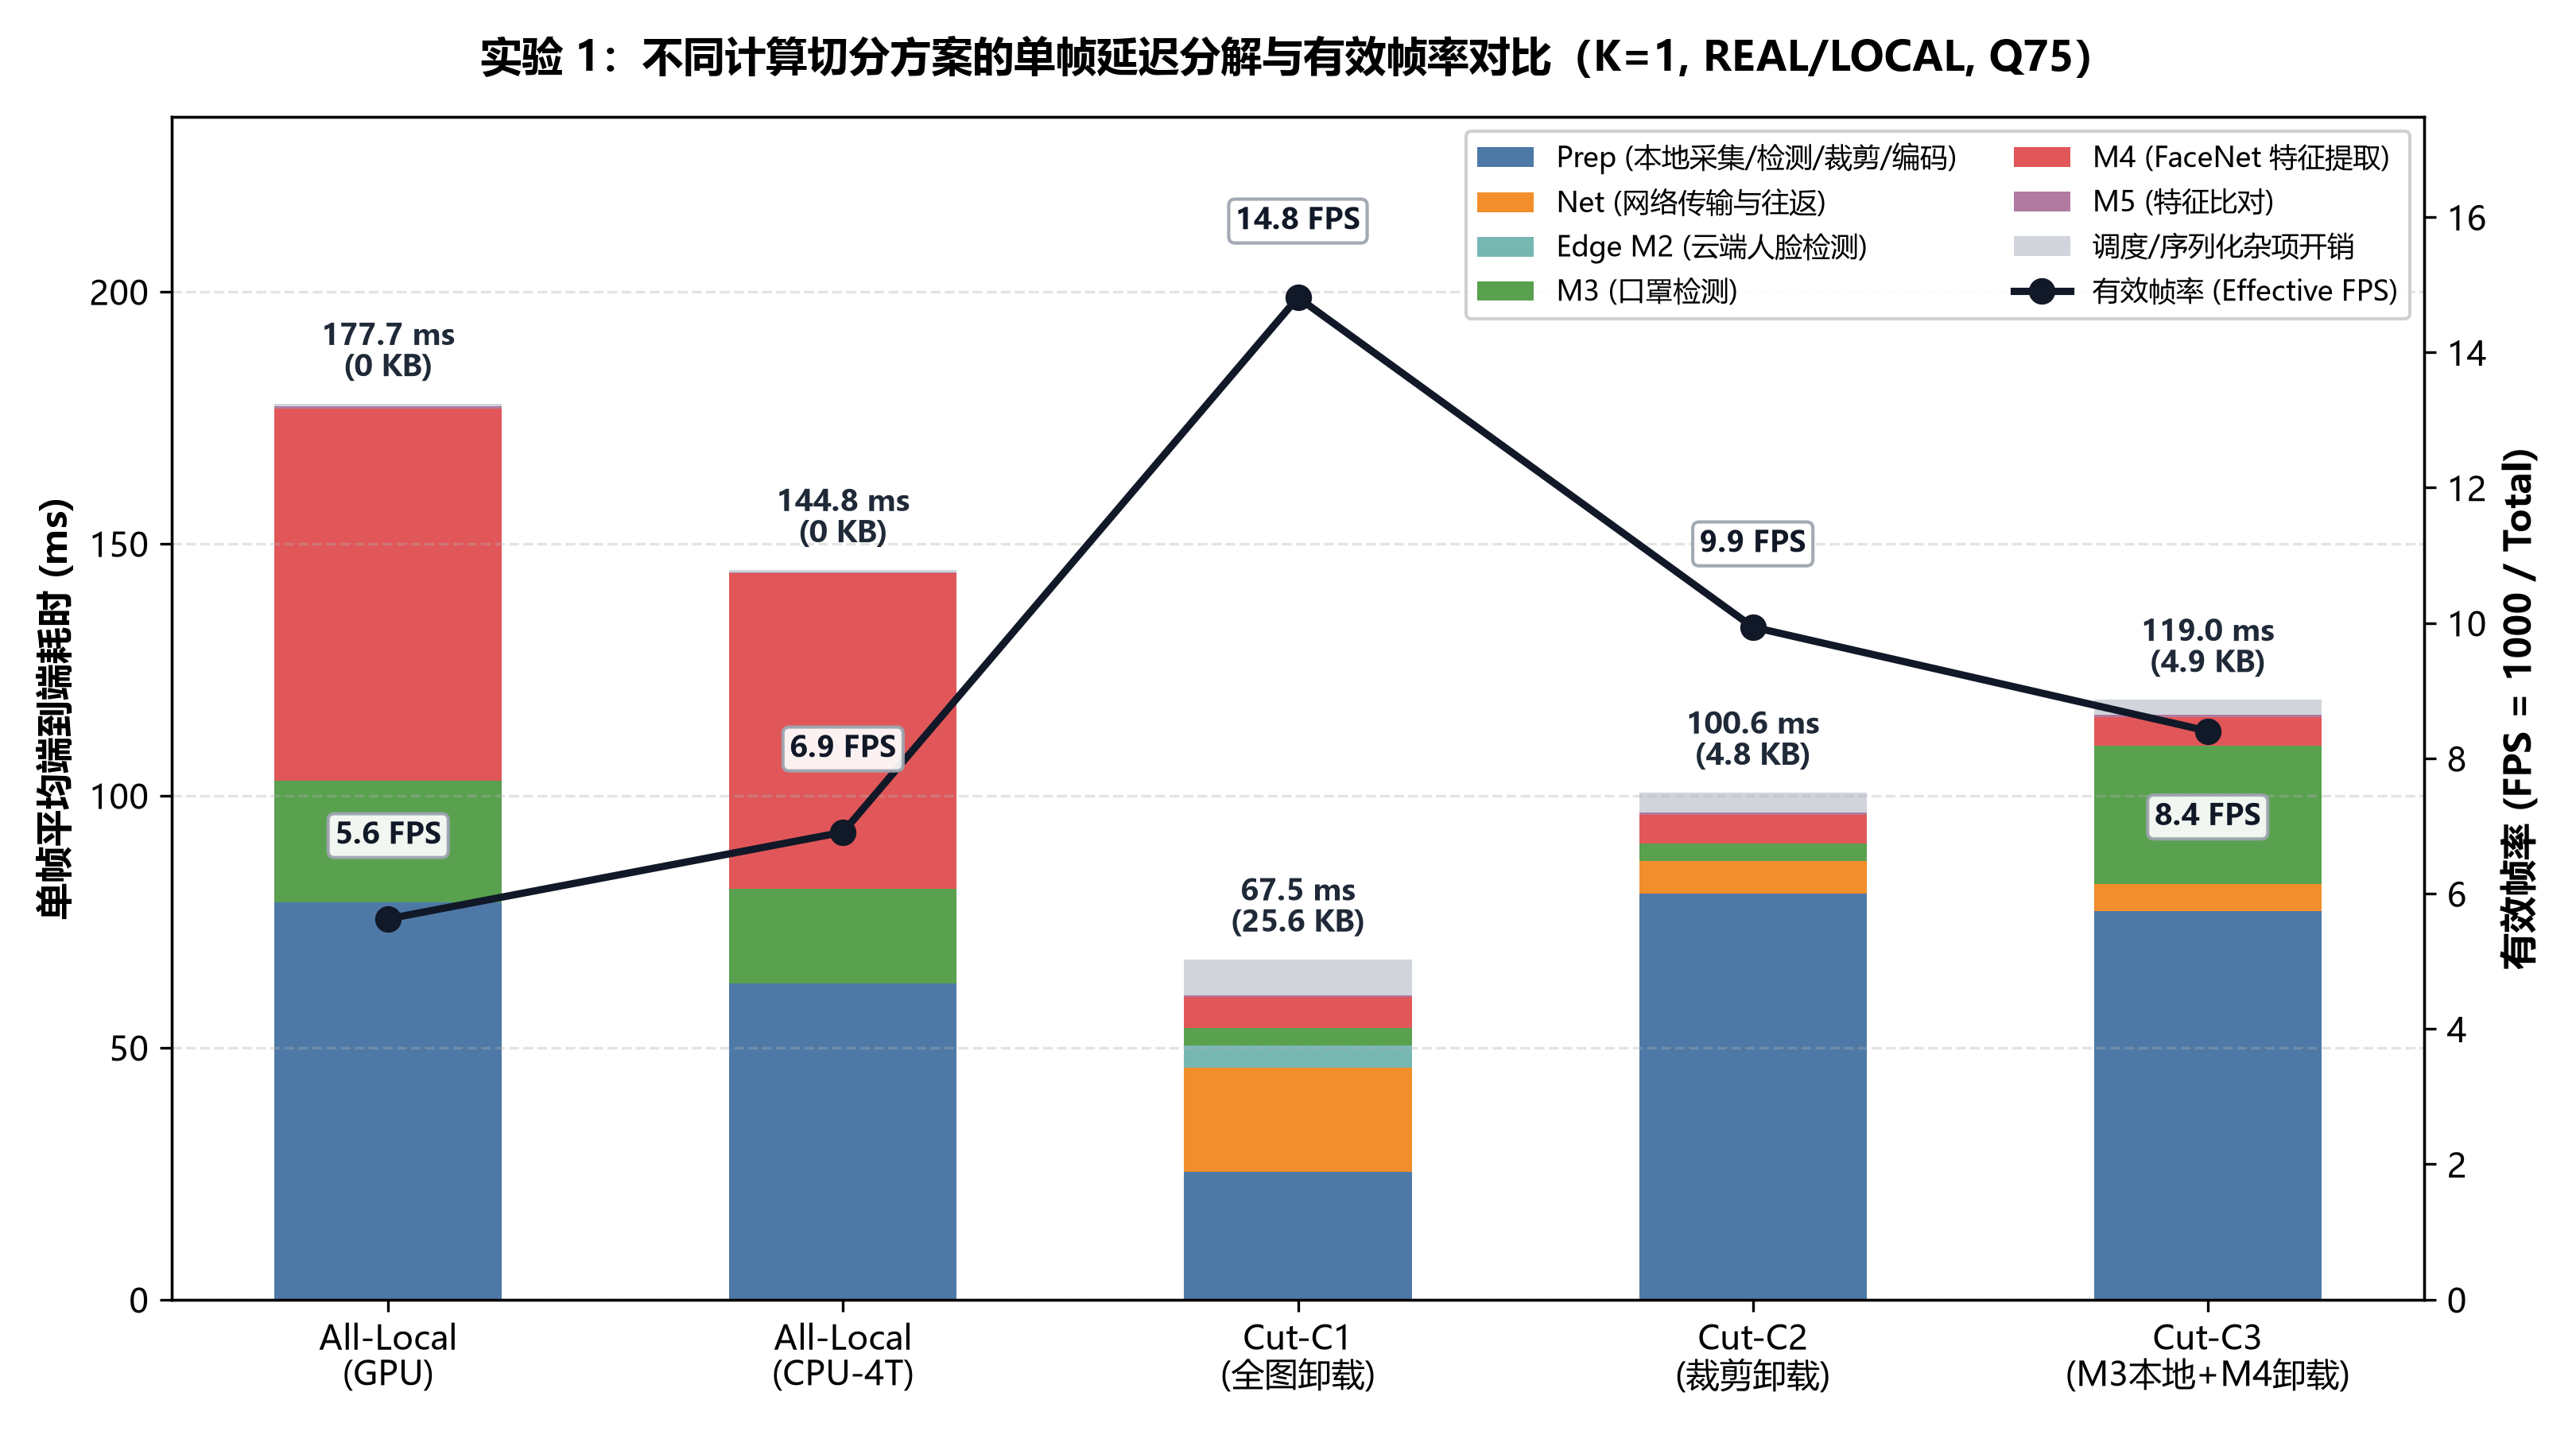 实验 1：不同计算切分方案的单帧延迟分解与有效帧率对比（K=1, REAL/LOCAL, Q75）
Prep (本地采集/检测/裁剪/编码)
Net (网络传输与往返)
Edge M2 (云端人脸检测)
M3 (口罩检测)
M4 (FaceNet 特征提取)
M5 (特征比对)
调度/序列化杂项开销
有效帧率 (Effective FPS)
单帧平均端到端耗时 (ms)
200
150
100
50
0
177.7 ms
(0 KB)
5.6 FPS
144.8 ms
(0 KB)
6.9 FPS
14.8 FPS
67.5 ms
(25.6 KB)
9.9 FPS
100.6 ms
(4.8 KB)
119.0 ms
(4.9 KB)
8.4 FPS
16
14
12
10
8
6
4
2
0
有效帧率 (FPS = 1000 / Total)
All-Local
(GPU)
All-Local
(CPU-4T)
Cut-C1
(全图卸载)
Cut-C2
(裁剪卸载)
Cut-C3
(M3本地+M4卸载)